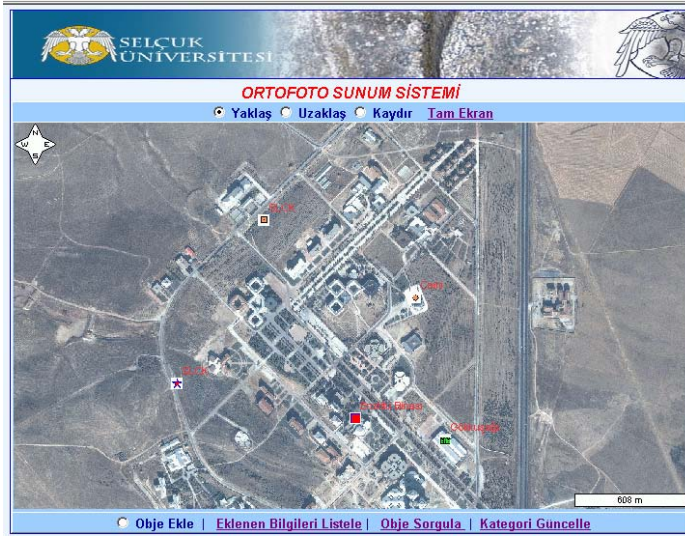 SELÇUK
ÜNİVERSİTESİ
ORTOFOTO SUNUM SİSTEMİ
Yaklaş Uzaklaş Kaydır Tam Ekran
N
W E
S
Cami
608 m
Obje Ekle | Eklenen Bilgileri Listele | Obje Sorgula | Kategori Güncelle